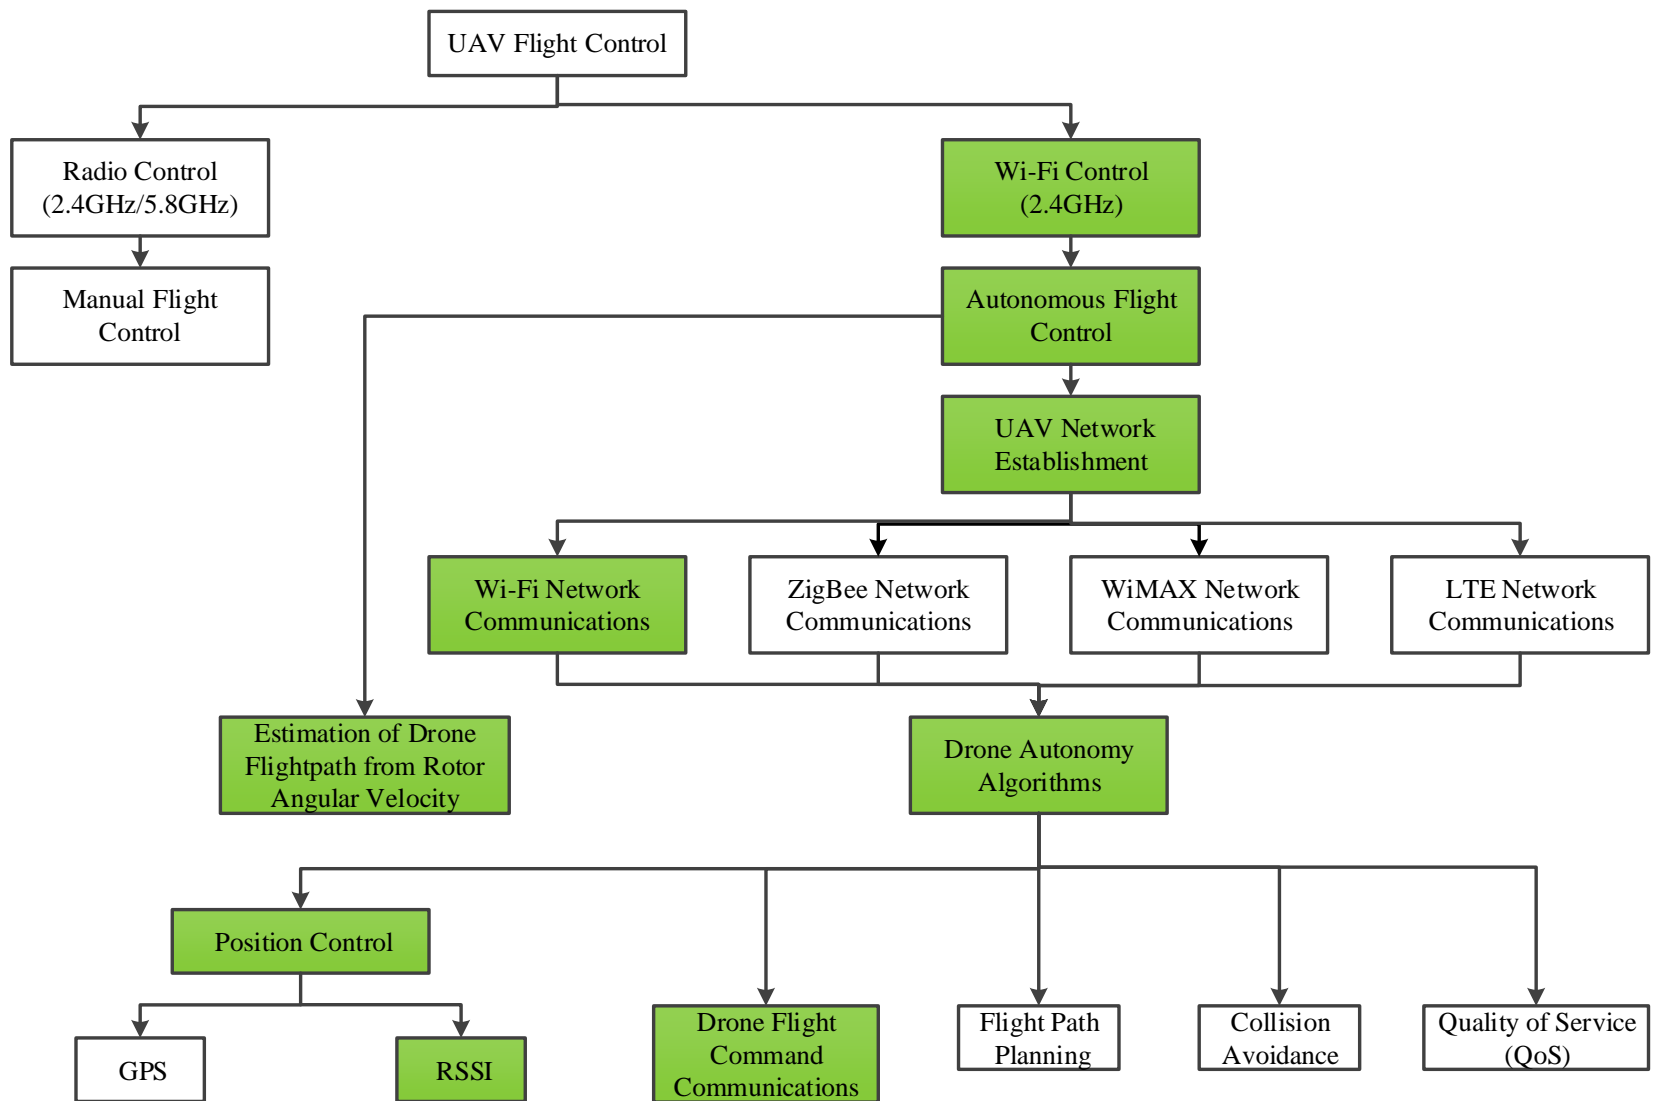 UAV Flight Control
Radio Control
(2.4GHz/5.8GHz)
Wi-Fi Control
(2.4GHz)
Manual Flight
Control
Autonomous Flight
Control
UAV Network
Establishment
Wi-Fi Network
Communications
ZigBee Network
Communications
WiMAX Network
Communications
LTE Network
Communications
Estimation of Drone
Flightpath from Rotor
Angular Velocity
Drone Autonomy
Algorithms
Position Control
GPS
RSSI
Drone Flight
Command
Communications
Flight Path
Planning
Collision
Avoidance
Quality of Service
(QoS)